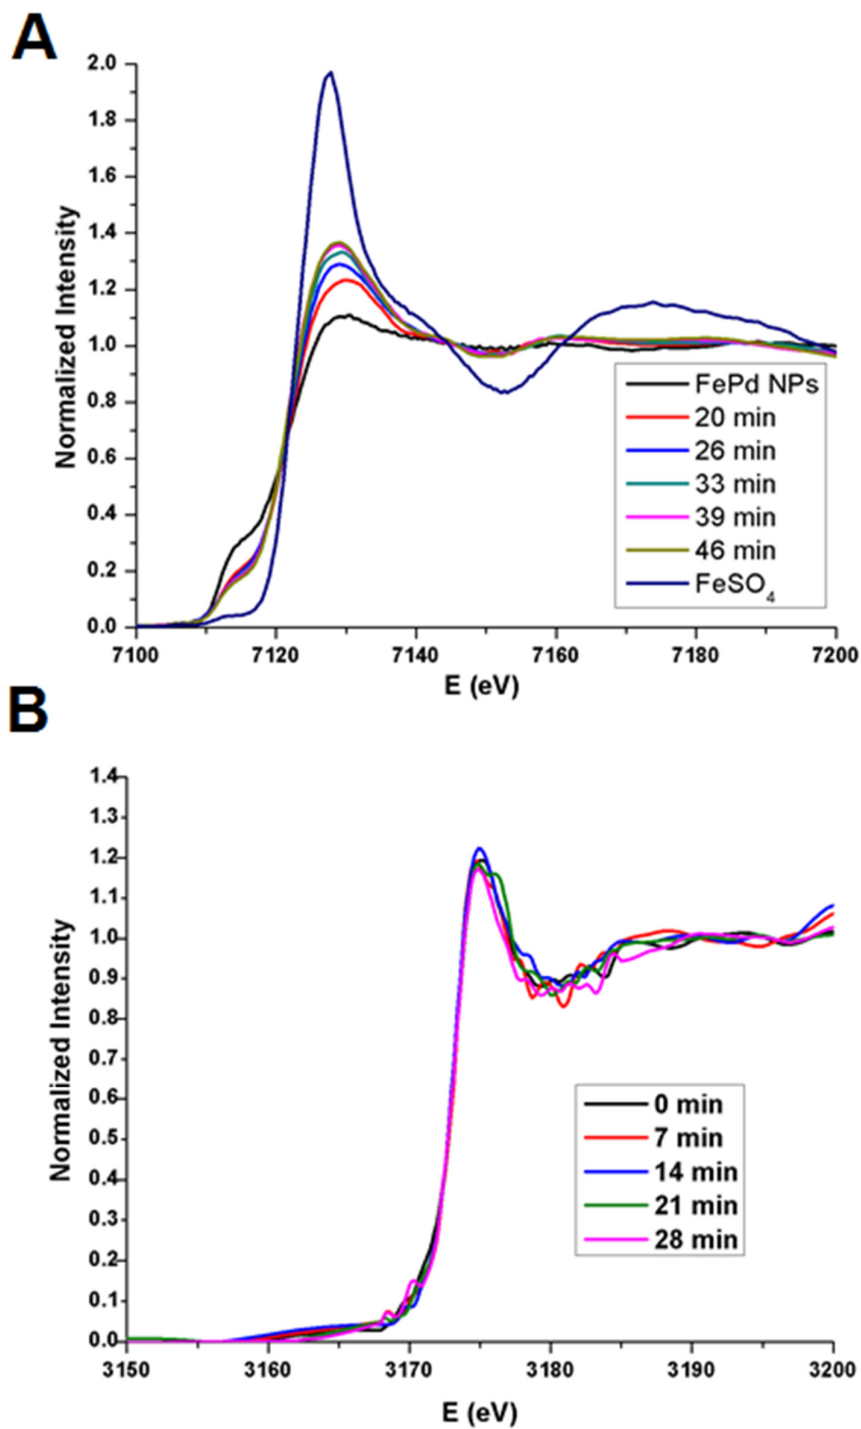 A
2.0
1.8
1.6
1.4
1.2
1.0
0.8
0.6
0.4
0.2
0.0
Normalized Intensity
FePd NPs
20 min
26 min
33 min
39 min
46 min
FeSO4
7100 7120 7140 7160 7180 7200
E (eV)
B
1.4
1.3
1.2
1.1
1.0
0.9
0.8
0.7
0.6
0.5
0.4
0.3
0.2
0.1
0.0
Normalized Intensity
0 min
7 min
14 min
21 min
28 min
3150 3160 3170 3180 3190 3200
E (eV)